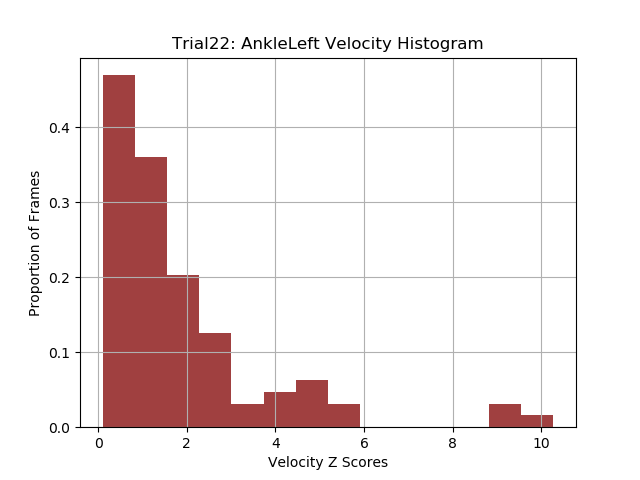 Trial22: AnkleLeft Velocity Histogram
Proportion of Frames
0.4
0.3
0.2
0.1
0.0
0 2 4 6 8 10
Velocity Z Scores